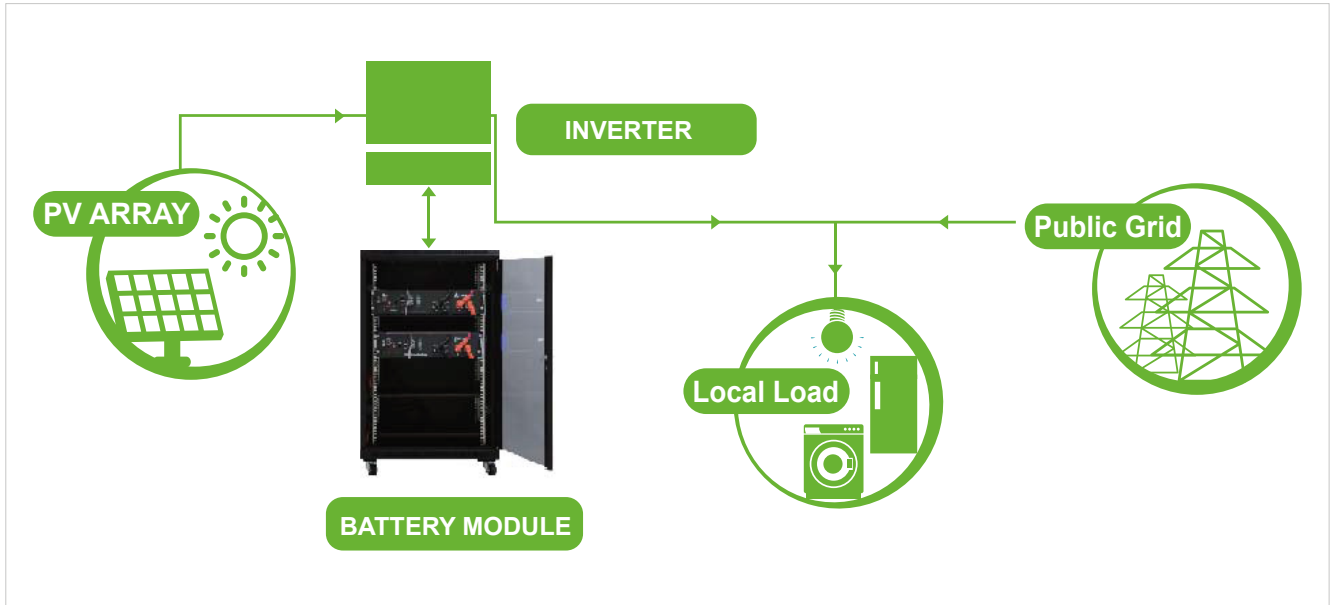 INVERTER
PV ARRAY
Public Grid
Local Load
BATTERY MODULE